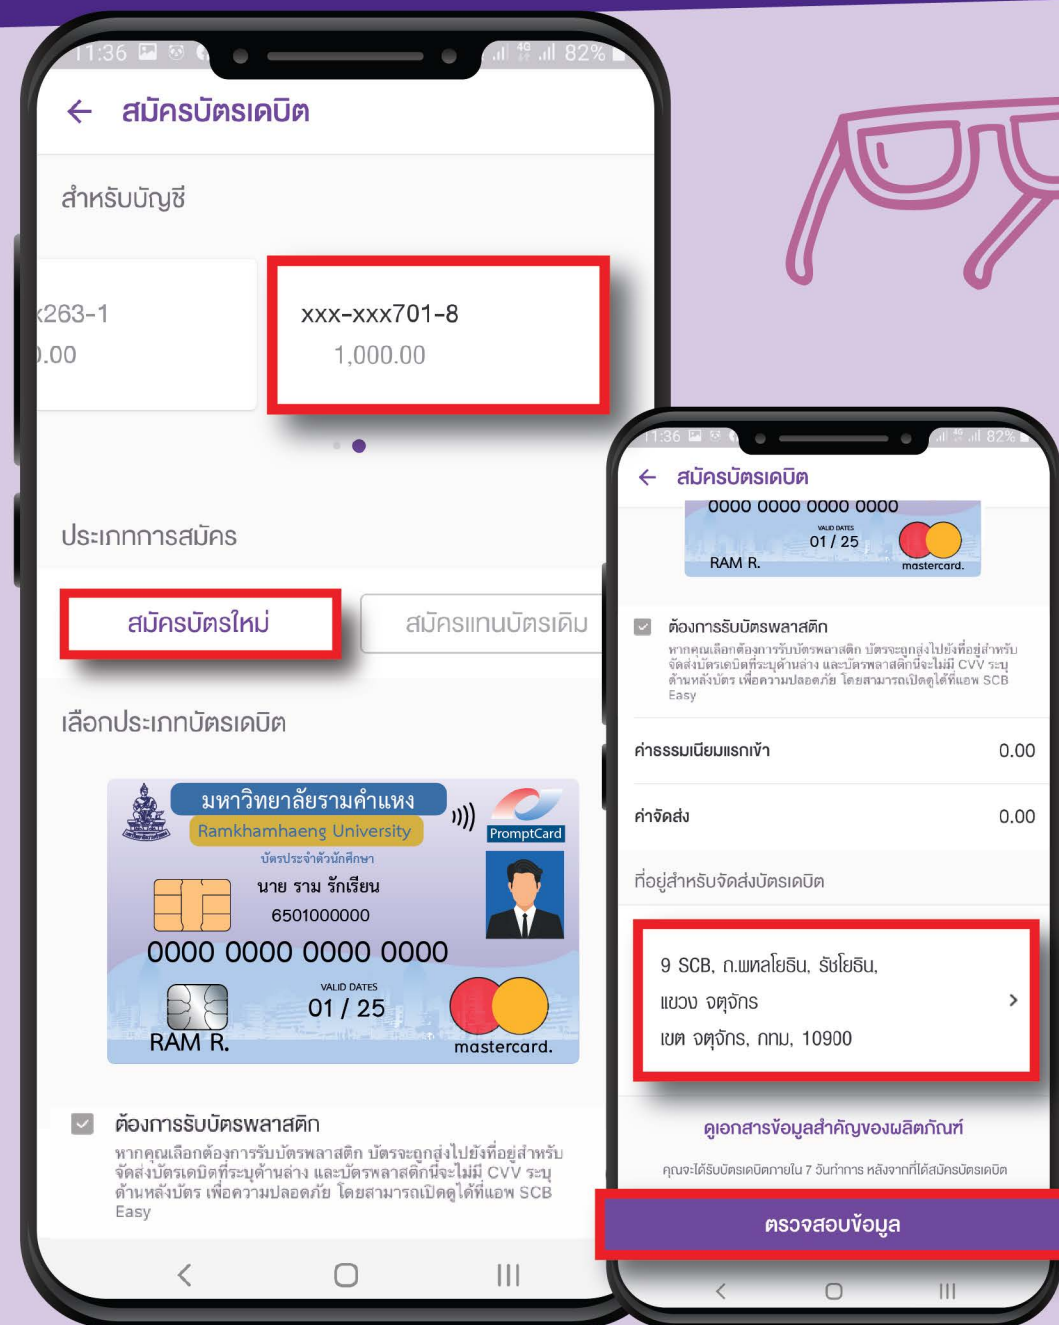 11:36 82%
สมัครบัตรเดบิต
สำหรับบัญชี
x263-1
0.00
xxx-xxx701-8
1,000.00
ประเภทการสมัคร
สมัครบัตรใหม่
สมัครแทนบัตรเดิม
เลือกประเภทบัตรเดบิต
มหาวิทยาลัยรามคำแหง
Ramkhamhaeng University
PromptCard
บัตรประจำตัวนักศึกษา
นาย ราม รักเรียน
6501000000
0000 0000 0000 0000
VALID DATES
01 / 25
RAM R.
mastercard.
ต้องการรับบัตรพลาสติก
หากคุณเลือกต้องการรับบัตรพลาสติก บัตรจะถูกส่งไปยังที่อยู่สำหรับ
จัดส่งบัตรเดบิตที่ระบุด้านล่าง และบัตรพลาสติกนี้จะไม่มี CVV ระบุ
ด้านหลังบัตร เพื่อความปลอดภัย โดยสามารถเปิดดูได้ที่แอพ SCB
Easy
11:36 82%
สมัครบัตรเดบิต
0000 0000 0000 0000
VALID DATES
01 / 25
RAM R.
mastercard.
ต้องการรับบัตรพลาสติก
หากคุณเลือกต้องการรับบัตรพลาสติก บัตรจะถูกส่งไปยังที่อยู่สำหรับ
จัดส่งบัตรเดบิตที่ระบุด้านล่าง และบัตรพลาสติกนี้จะไม่มี CVV ระบุ
ด้านหลังบัตร เพื่อความปลอดภัย โดยสามารถเปิดดูได้ที่แอพ SCB
Easy
ค่าธรรมเนียมแรกเข้า 0.00
ค่าจัดส่ง 0.00
ที่อยู่สำหรับจัดส่งบัตรเดบิต
9 SCB, ถ.พหลโยธิน, รัชโยธิน,
แขวง จตุจักร
เขต จตุจักร, กทม, 10900
ดูเอกสารข้อมูลสำคัญของผลิตภัณฑ์
คุณจะได้รับบัตรเดบิตภายใน 7 วันทำการ หลังจากที่ได้สมัครบัตรเดบิต
ตรวจสอบข้อมูล